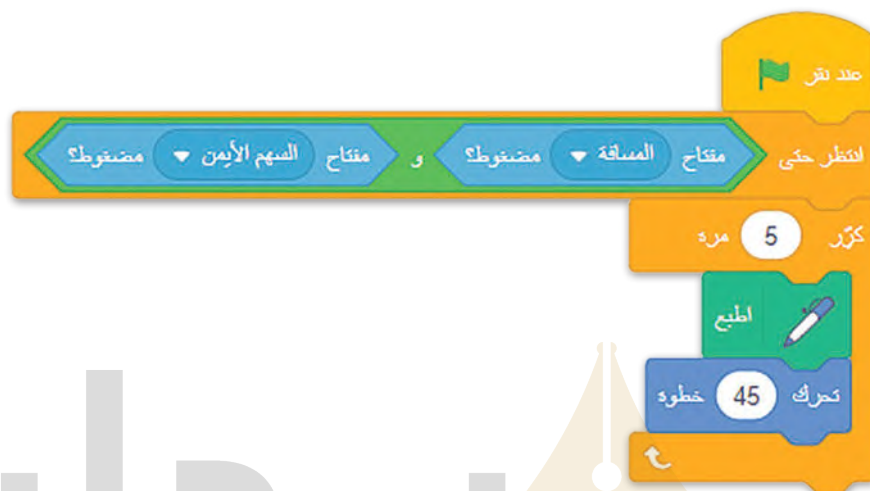 عند نقر
انتظر حتى مفتاح المسافة مضغوط؟ و مفتاح السهم الأيمن مضغوط؟
كرّر 5 مرة
اطبع
تحرك 45 خطوة